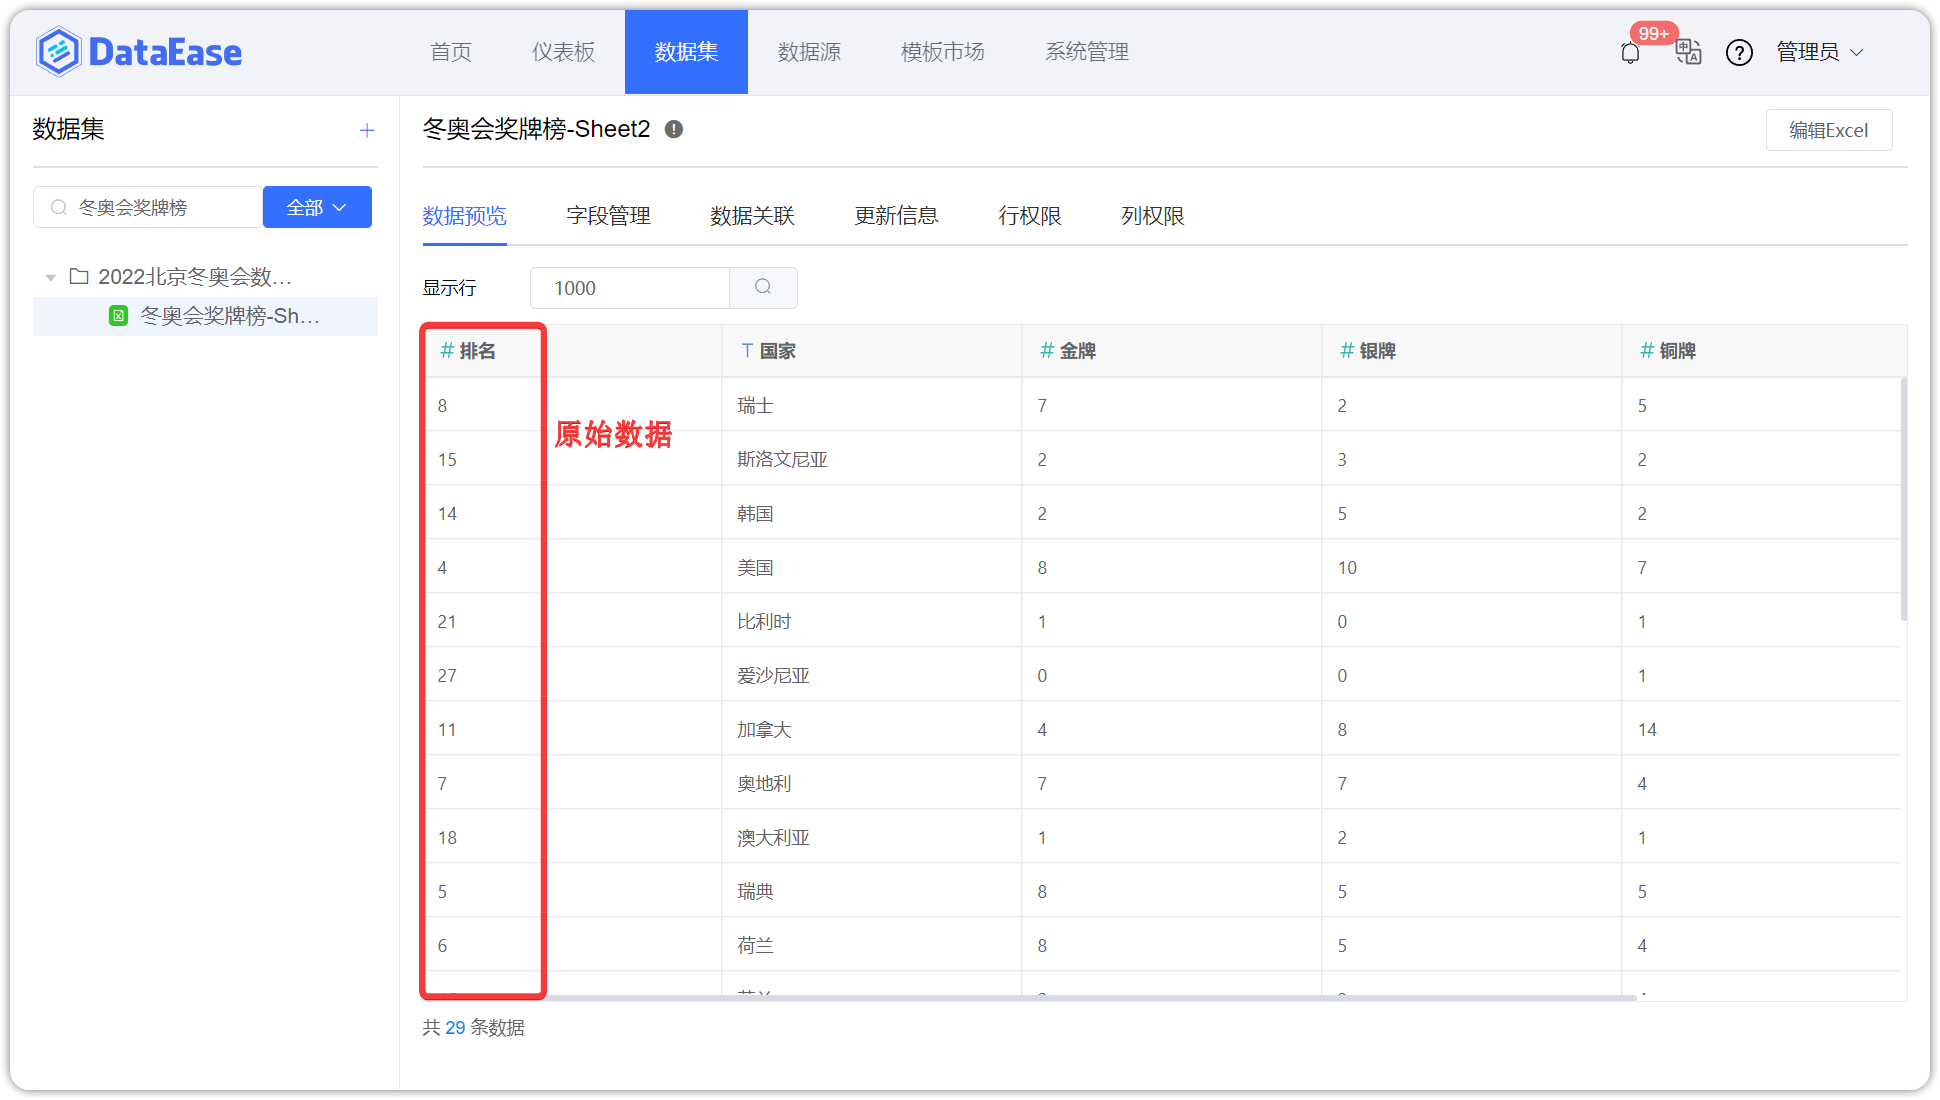 DataEase
首页 仪表板 数据集 数据源 模板市场 系统管理 99+ 管理员
数据集
冬奥会奖牌榜 全部
2022北京冬奥会数...
冬奥会奖牌榜-Sh...
冬奥会奖牌榜-Sheet2 编辑Excel
数据预览 字段管理 数据关联 更新信息 行权限 列权限
显示行 1000
# 排名 T 国家 # 金牌 # 银牌 # 铜牌
8 瑞士 7 2 5
原始数据
15 斯洛文尼亚 2 3 2
14 韩国 2 5 2
4 美国 8 10 7
21 比利时 1 0 1
27 爱沙尼亚 0 0 1
11 加拿大 4 8 14
7 奥地利 7 7 4
18 澳大利亚 1 2 1
5 瑞典 8 5 5
6 荷兰 8 5 4
共 29 条数据